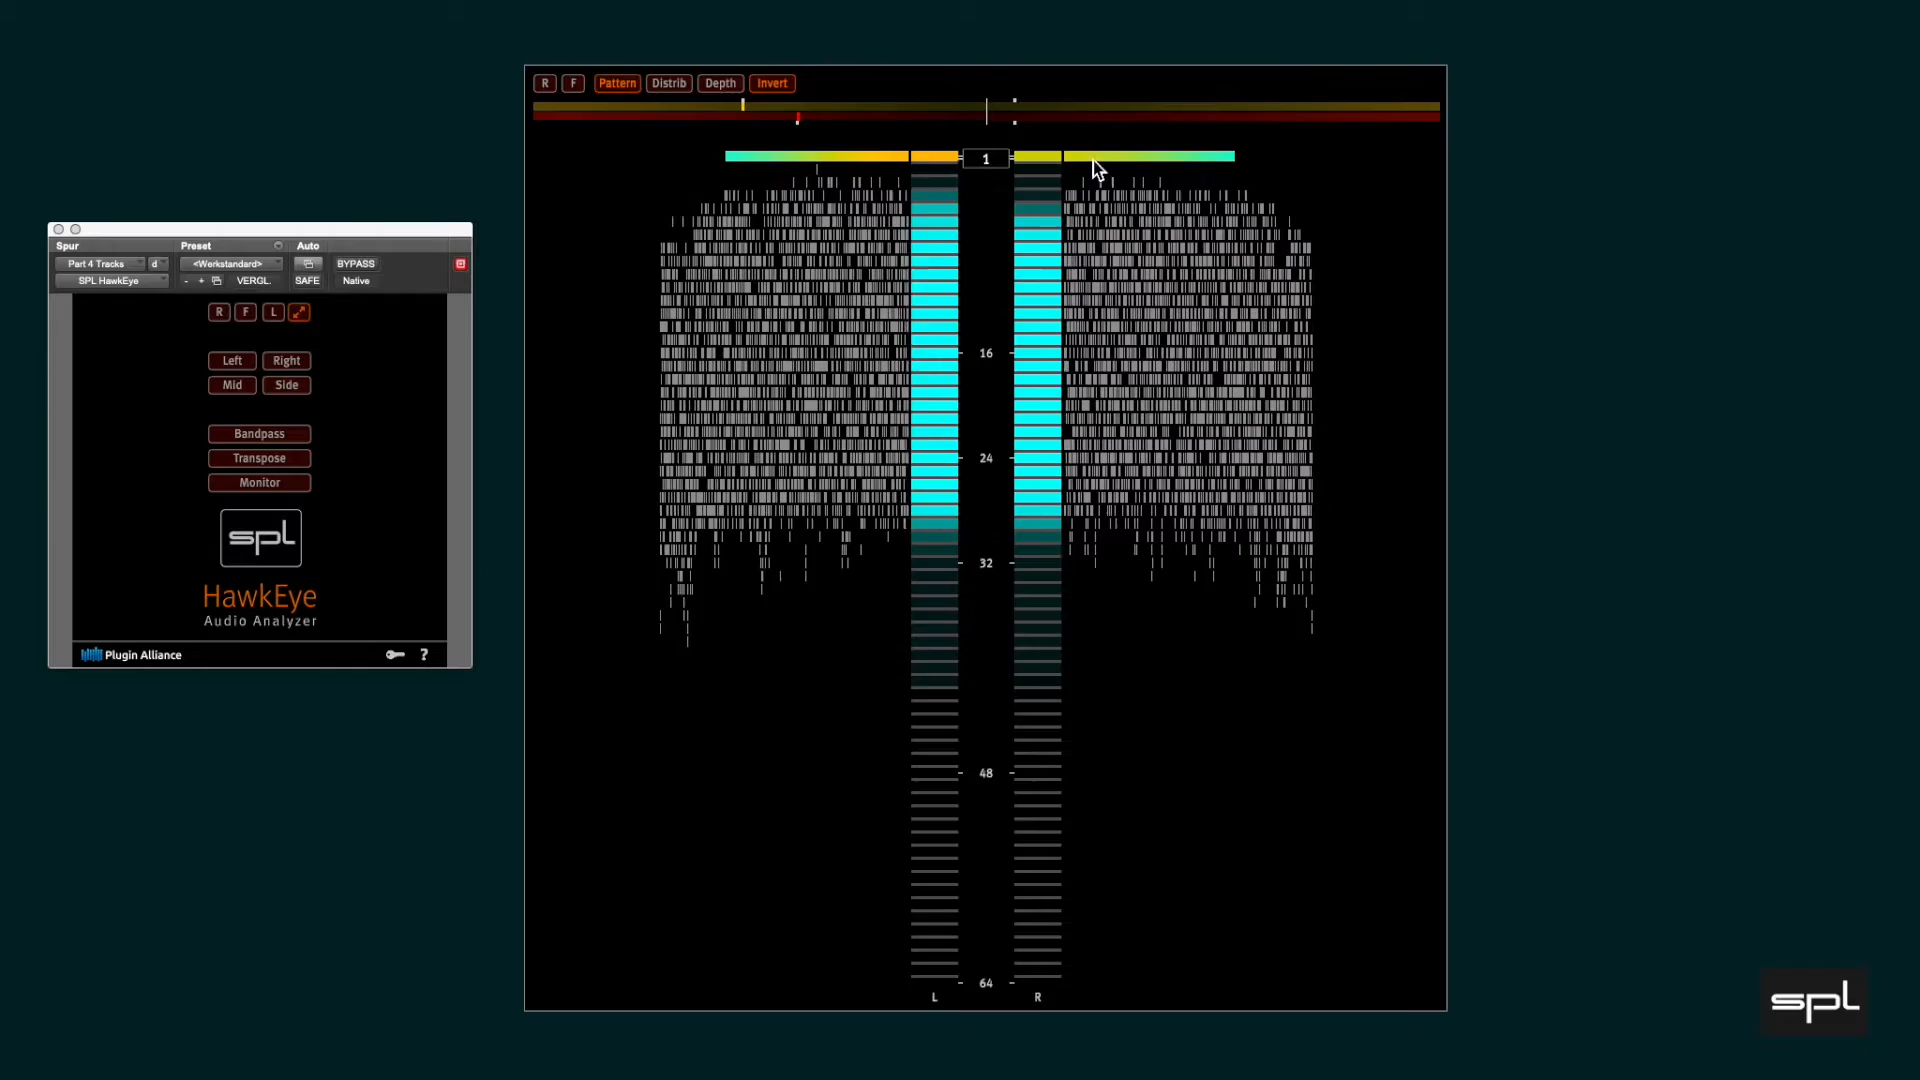 R F Pattern Distrib Depth Invert
1
16
24
32
48
64
L R
Spur Preset Auto
Part 4 Tracks d <Werkstandard> BYPASS
SPL HawkEye - + VERGL. SAFE Native
R F L
Left Right
Mid Side
Bandpass
Transpose
Monitor
spl
HawkEye
Audio Analyzer
Plugin Alliance ?
spl